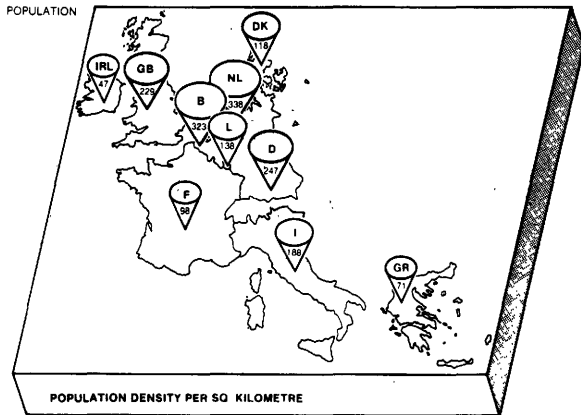 POPULATION
DK
118
IRL
47
GB
229
NL
338
B
323
L
138
D
247
F
98
I
188
GR
71
POPULATION DENSITY PER SQ KILOMETRE